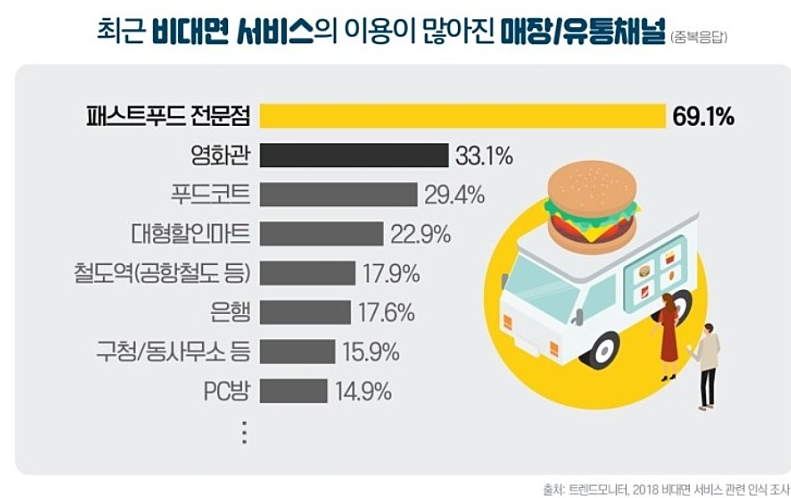 최근 비대면 서비스의 이용이 많아진 매장/유통채널 (중복응답)
패스트푸드 전문점 69.1%
영화관 33.1%
푸드코트 29.4%
대형할인마트 22.9%
철도역(공항철도 등) 17.9%
은행 17.6%
구청/동사무소 등 15.9%
PC방 14.9%
⋮
출처: 트렌드모니터, 2018 비대면 서비스 관련 인식 조사